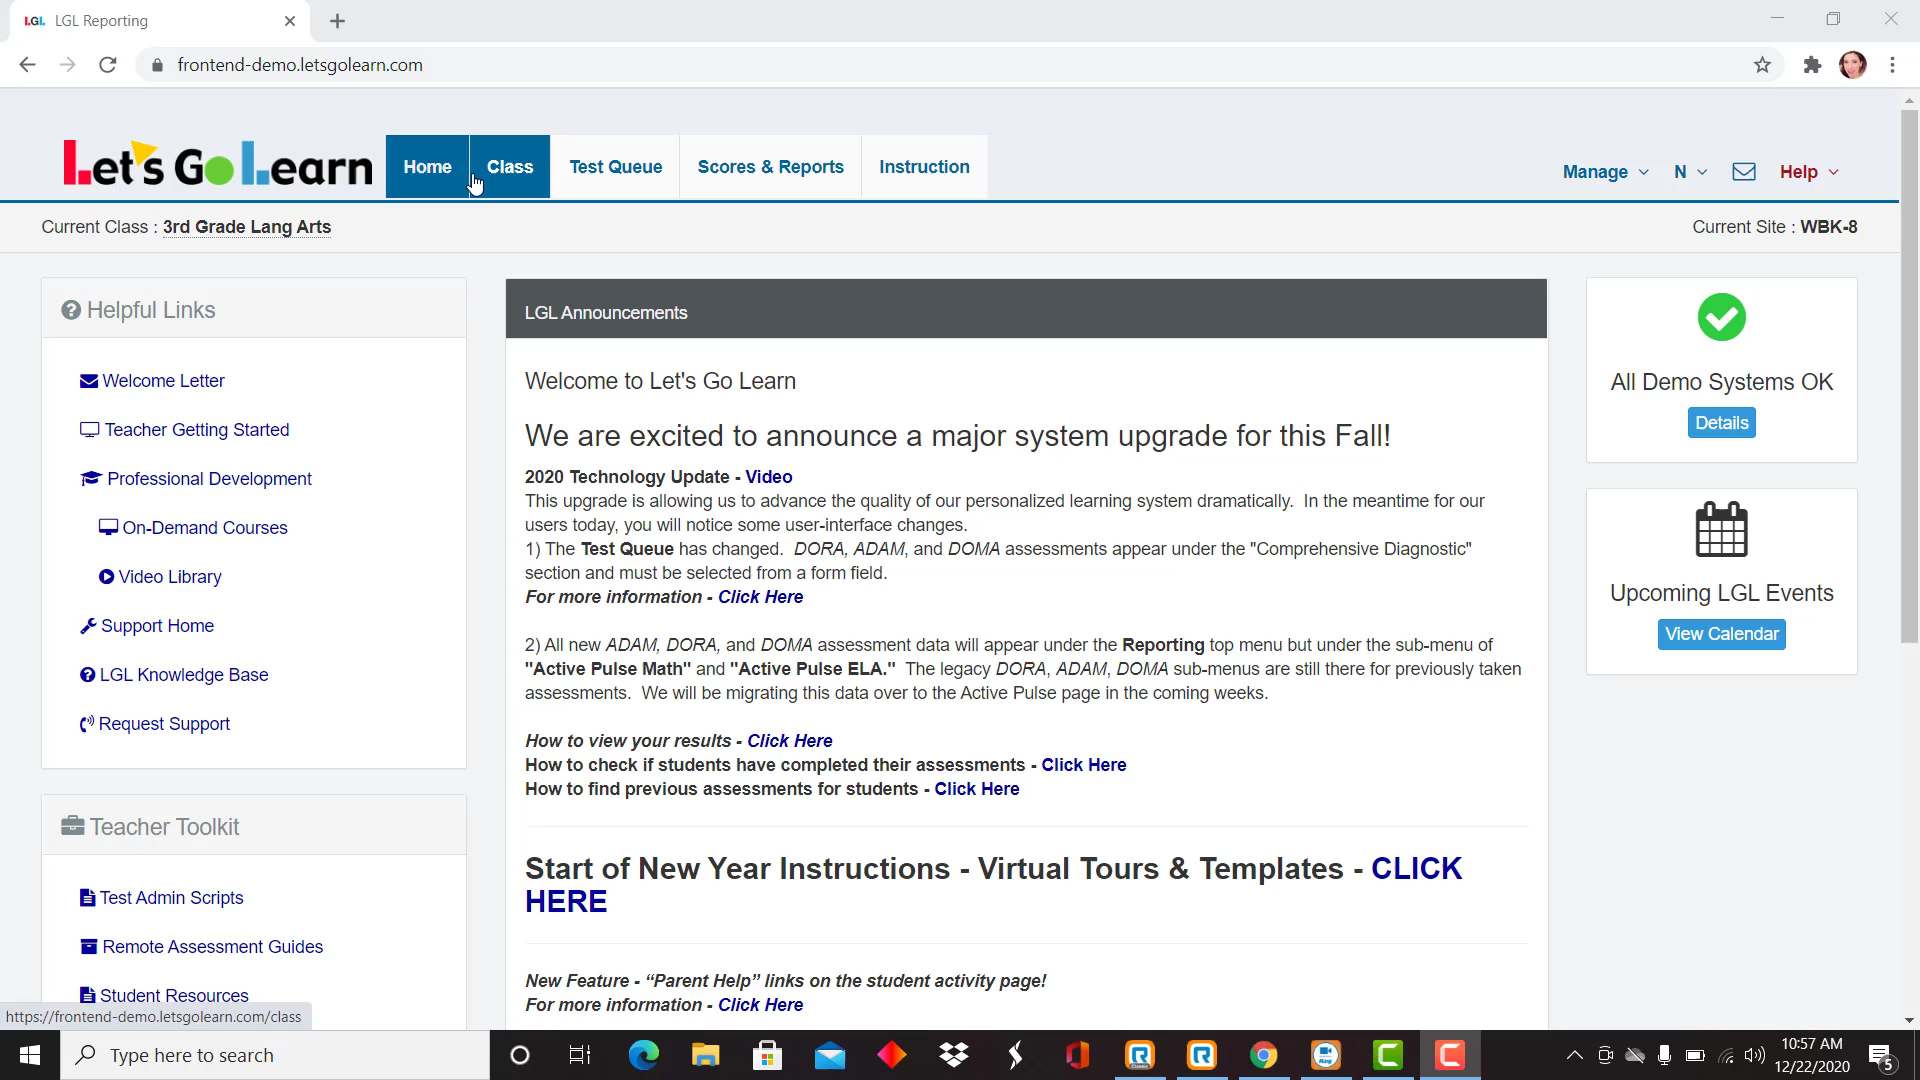 LGL LGL Reporting
frontend-demo.letsgolearn.com
Let's Go Learn
Home
Class
Test Queue
Scores & Reports
Instruction
Manage
N
Help
Current Class : 3rd Grade Lang Arts
Current Site : WBK-8
Helpful Links
Welcome Letter
Teacher Getting Started
Professional Development
On-Demand Courses
Video Library
Support Home
LGL Knowledge Base
Request Support
Teacher Toolkit
Test Admin Scripts
Remote Assessment Guides
Student Resources
LGL Announcements
Welcome to Let's Go Learn
We are excited to announce a major system upgrade for this Fall!
2020 Technology Update - Video
This upgrade is allowing us to advance the quality of our personalized learning system dramatically. In the meantime for our
users today, you will notice some user-interface changes.
1) The Test Queue has changed. DORA, ADAM, and DOMA assessments appear under the "Comprehensive Diagnostic"
section and must be selected from a form field.
For more information - Click Here
2) All new ADAM, DORA, and DOMA assessment data will appear under the Reporting top menu but under the sub-menu of
"Active Pulse Math" and "Active Pulse ELA." The legacy DORA, ADAM, DOMA sub-menus are still there for previously taken
assessments. We will be migrating this data over to the Active Pulse page in the coming weeks.
How to view your results - Click Here
How to check if students have completed their assessments - Click Here
How to find previous assessments for students - Click Here
Start of New Year Instructions - Virtual Tours & Templates - CLICK
HERE
New Feature - “Parent Help” links on the student activity page!
For more information - Click Here
All Demo Systems OK
Details
Upcoming LGL Events
View Calendar
https://frontend-demo.letsgolearn.com/class
Type here to search
10:57 AM
12/22/2020
5